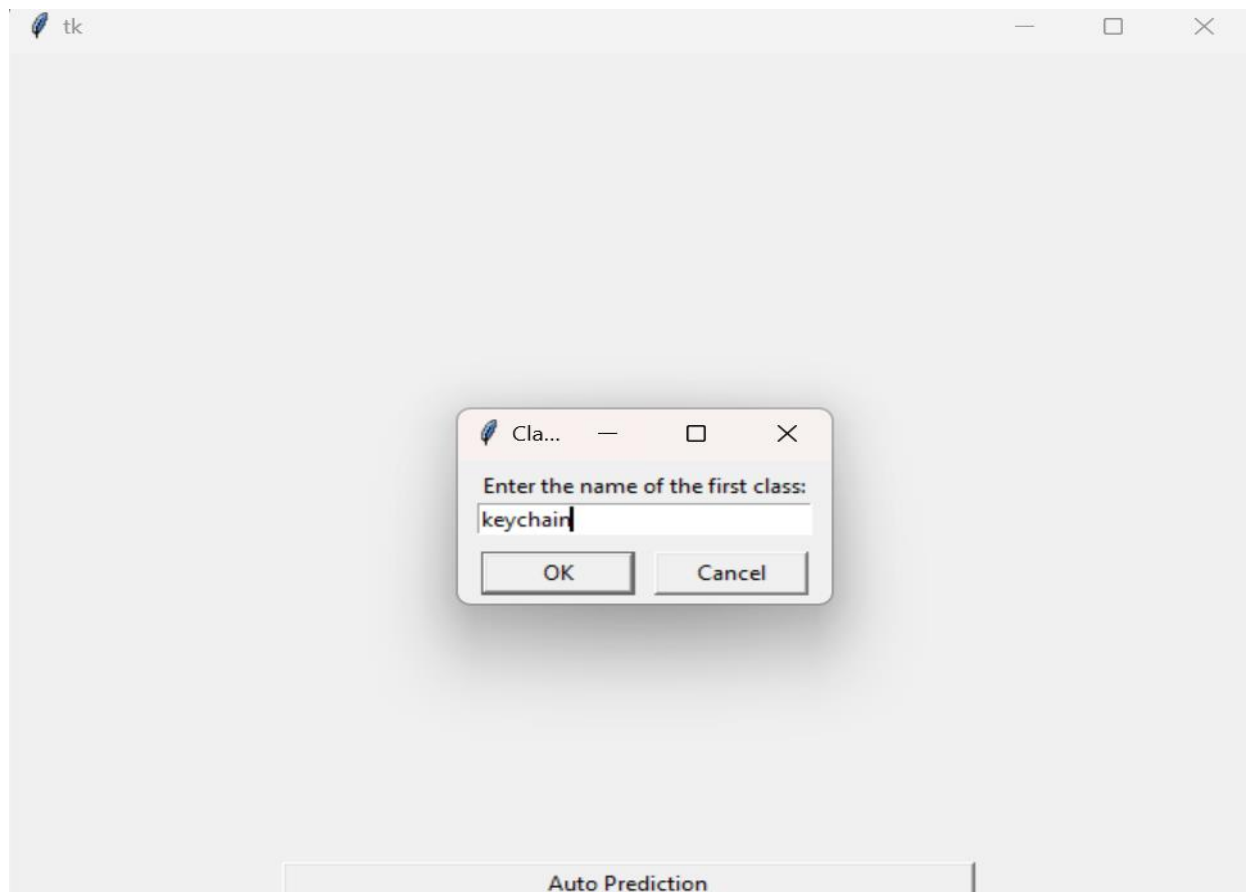 tk
Cla...
Enter the name of the first class:
keychain
OK Cancel
Auto Prediction